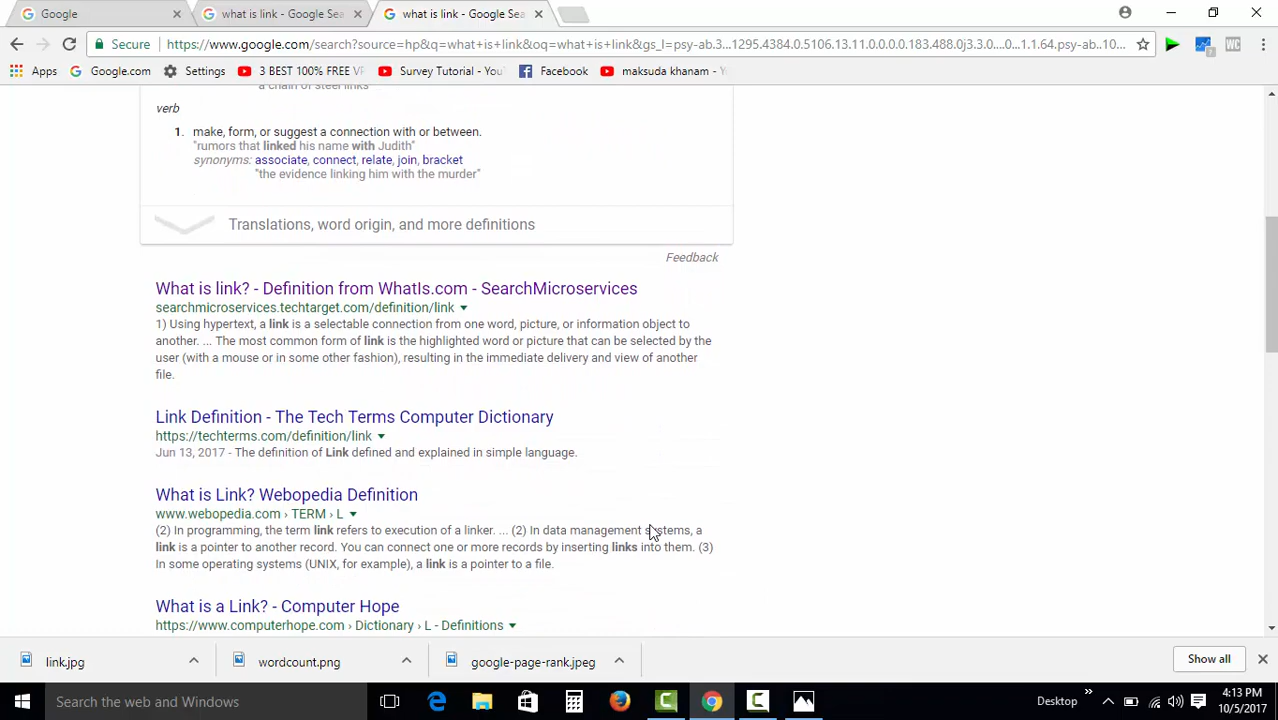 Google
what is link - Google Sea
what is link - Google Sea
Secure
https://www.google.com/search?source=hp&q=what+is+link&oq=what+is+link&gs_l=psy-ab.3...1295.4384.0.5106.13.11.0.0.0.0.183.488.0j3.3.0....0...1.1.64.psy-ab..10...
Apps
Google.com
Settings
3 BEST 100% FREE VP
Survey Tutorial - You
Facebook
maksuda khanam - Y
WC
"a chain of steel links"
verb
1. make, form, or suggest a connection with or between.
"rumors that linked his name with Judith"
synonyms: associate, connect, relate, join, bracket
"the evidence linking him with the murder"
Translations, word origin, and more definitions
Feedback
What is link? - Definition from WhatIs.com - SearchMicroservices
searchmicroservices.techtarget.com/definition/link
1) Using hypertext, a link is a selectable connection from one word, picture, or information object to
another. ... The most common form of link is the highlighted word or picture that can be selected by the
user (with a mouse or in some other fashion), resulting in the immediate delivery and view of another
file.
Link Definition - The Tech Terms Computer Dictionary
https://techterms.com/definition/link
Jun 13, 2017 - The definition of Link defined and explained in simple language.
What is Link? Webopedia Definition
www.webopedia.com › TERM › L
(2) In programming, the term link refers to execution of a linker. ... (2) In data management systems, a
link is a pointer to another record. You can connect one or more records by inserting links into them. (3)
In some operating systems (UNIX, for example), a link is a pointer to a file.
What is a Link? - Computer Hope
https://www.computerhope.com › Dictionary › L - Definitions
link.jpg
wordcount.png
google-page-rank.jpeg
Show all
Search the web and Windows
Desktop
4:13 PM
10/5/2017